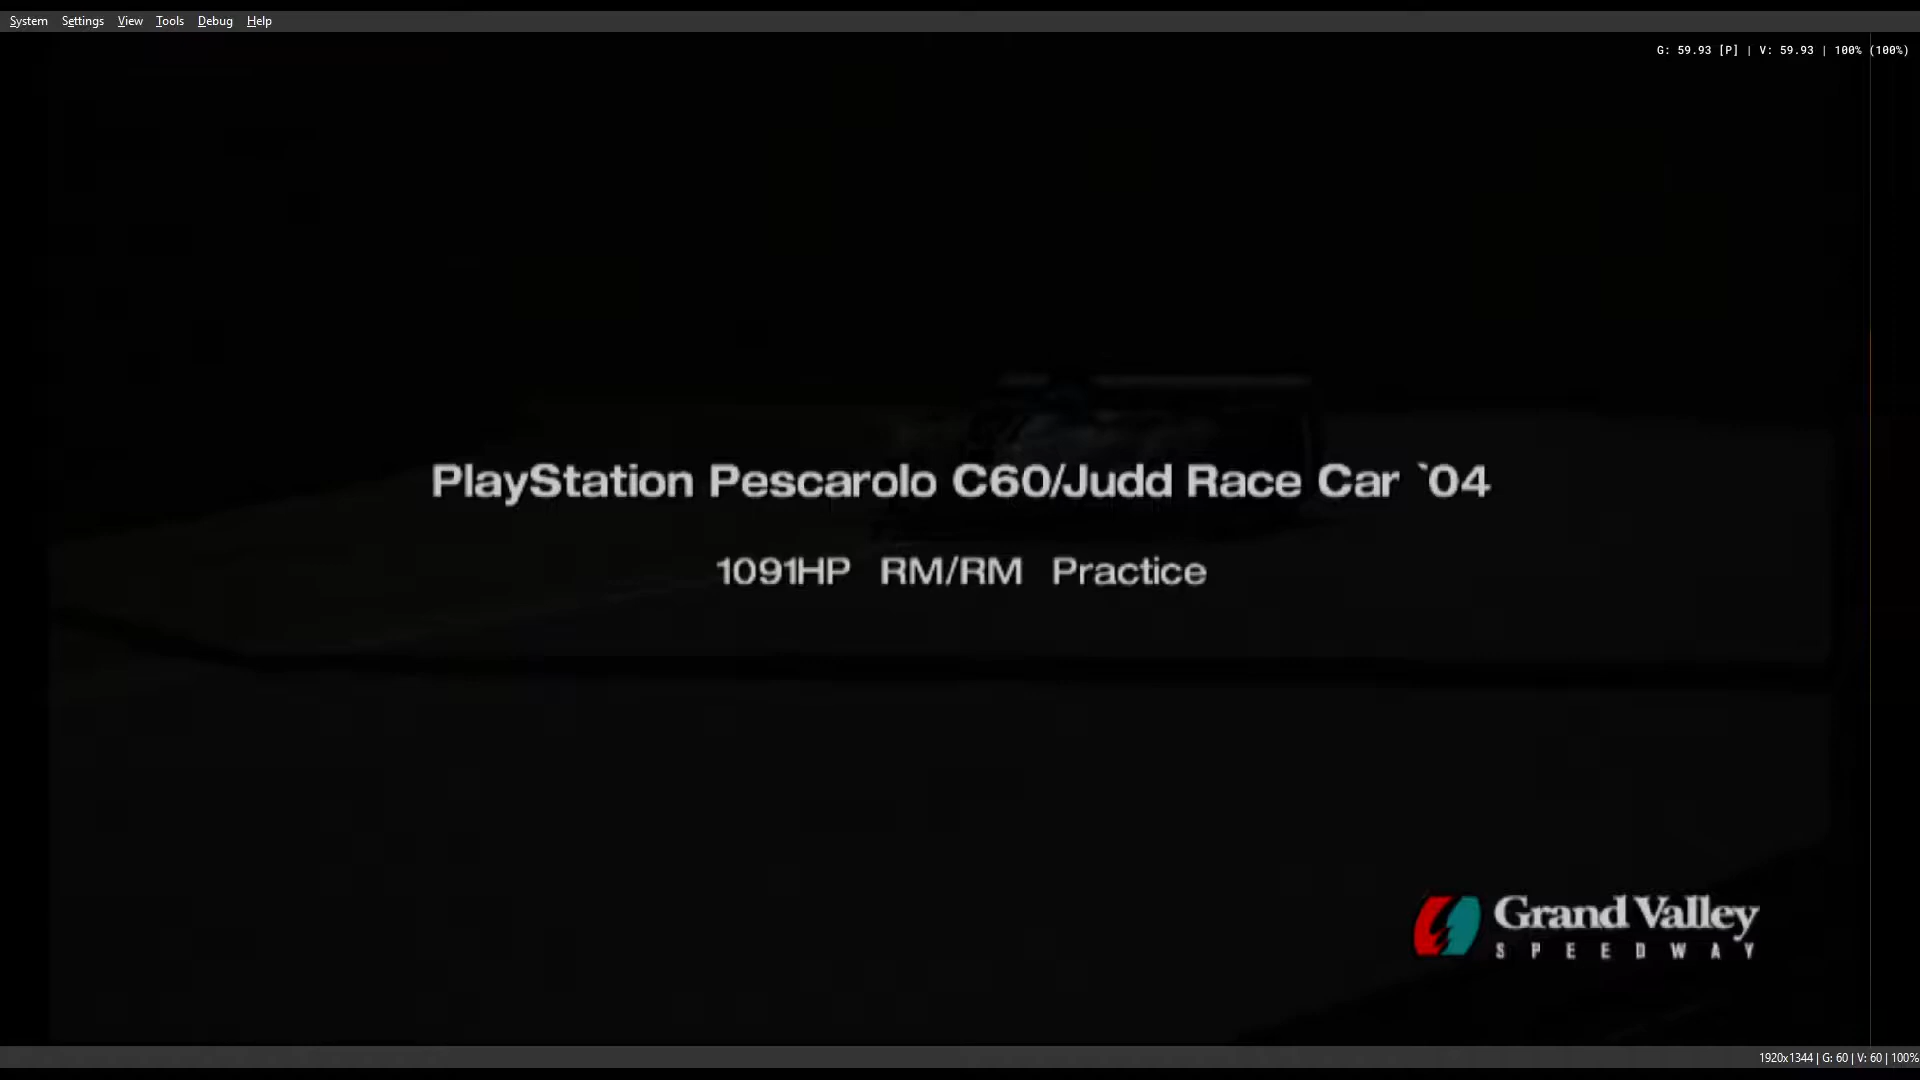 System Settings View Tools Debug Help
G: 59.93 [P] | V: 59.93 | 100% (100%)
PlayStation Pescarolo C60/Judd Race Car `04
1091HP RM/RM Practice
Grand Valley
SPEEDWAY
1920x1344 | G: 60 | V: 60 | 100%